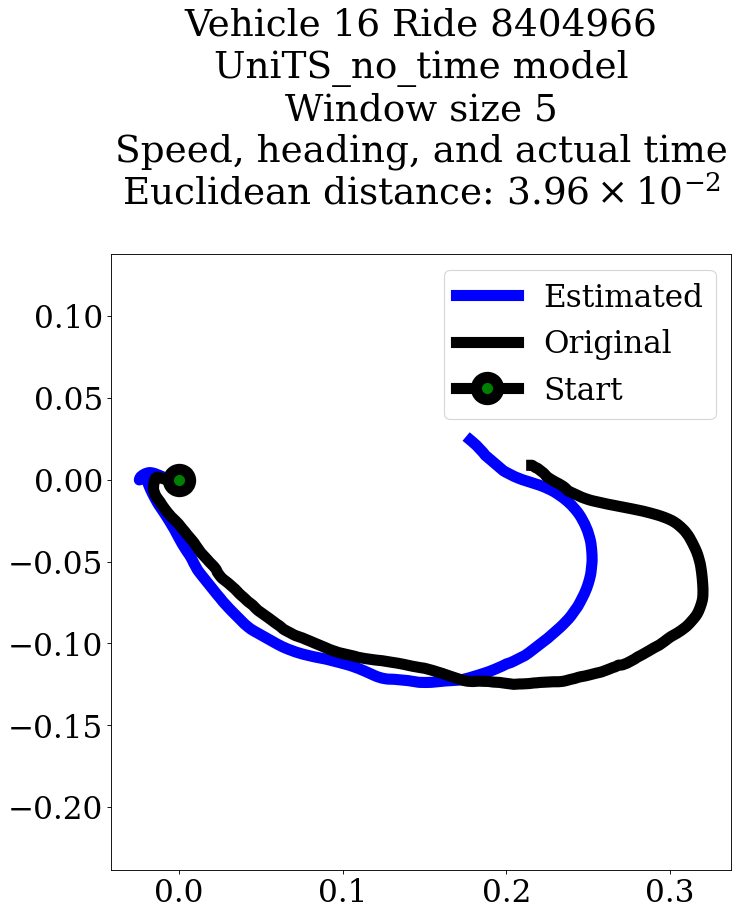 Vehicle 16 Ride 8404966
UniTS_no_time model
Window size 5
Speed, heading, and actual time
Euclidean distance: 3.96 × 10⁻²
Estimated
Original
Start
0.10
0.05
0.00
−0.05
−0.10
−0.15
−0.20
0.0 0.1 0.2 0.3